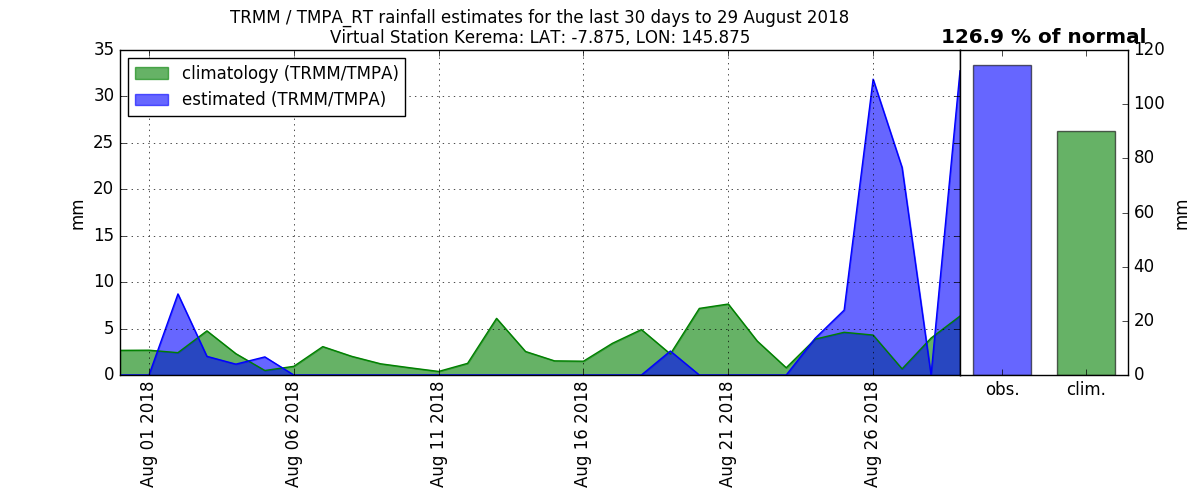 TRMM / TMPA_RT rainfall estimates for the last 30 days to 29 August 2018
Virtual Station Kerema: LAT: -7.875, LON: 145.875
126.9 % of normal
climatology (TRMM/TMPA)
estimated (TRMM/TMPA)
35
30
25
20
15
10
5
0
mm
Aug 01 2018
Aug 06 2018
Aug 11 2018
Aug 16 2018
Aug 21 2018
Aug 26 2018
obs.
clim.
120
100
80
60
40
20
0
mm